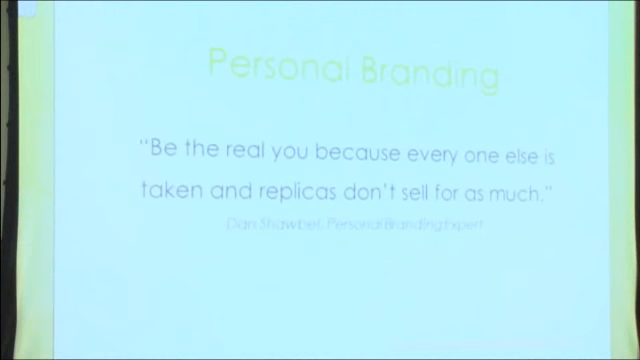 Personal Branding
“Be the real you because every one else is
taken and replicas don’t sell for as much.”
Dan Shawbel, Personal Branding Expert